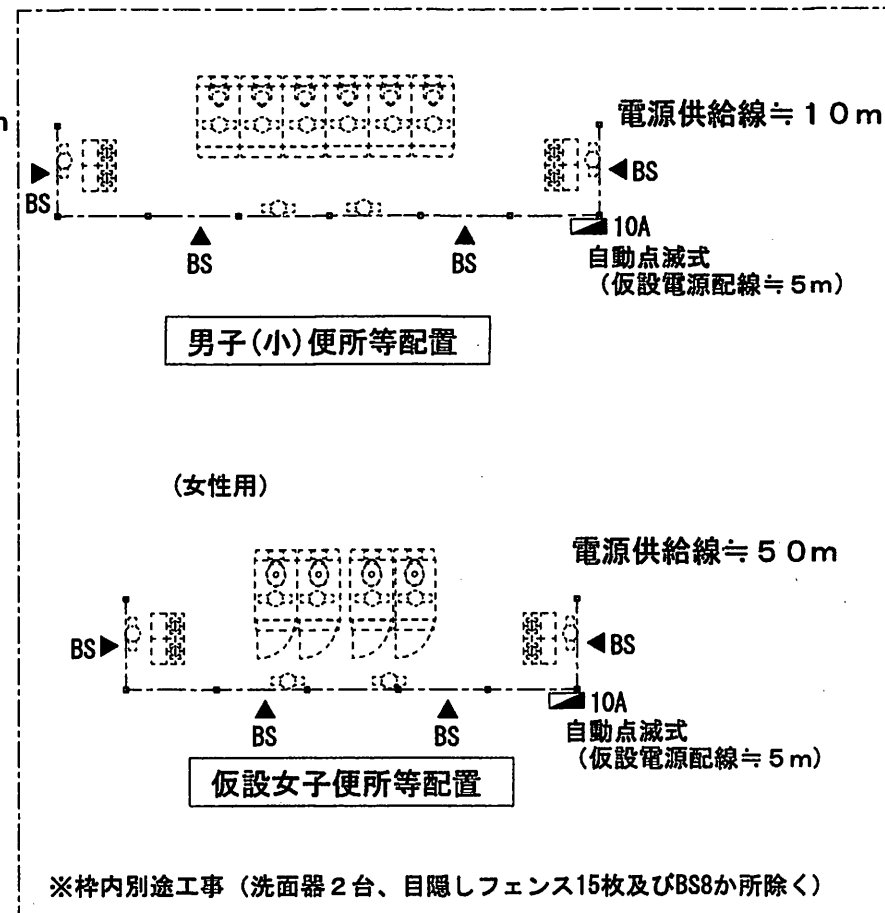 m
電源供給線≒１０m
BS
BS
BS
BS
10A
自動点滅式
（仮設電源配線≒５m）
男子(小)便所等配置
（女性用）
電源供給線≒５０m
BS
BS
BS
BS
10A
自動点滅式
（仮設電源配線≒５m）
仮設女子便所等配置
※枠内別途工事（洗面器２台、目隠しフェンス15枚及びBS8か所除く）